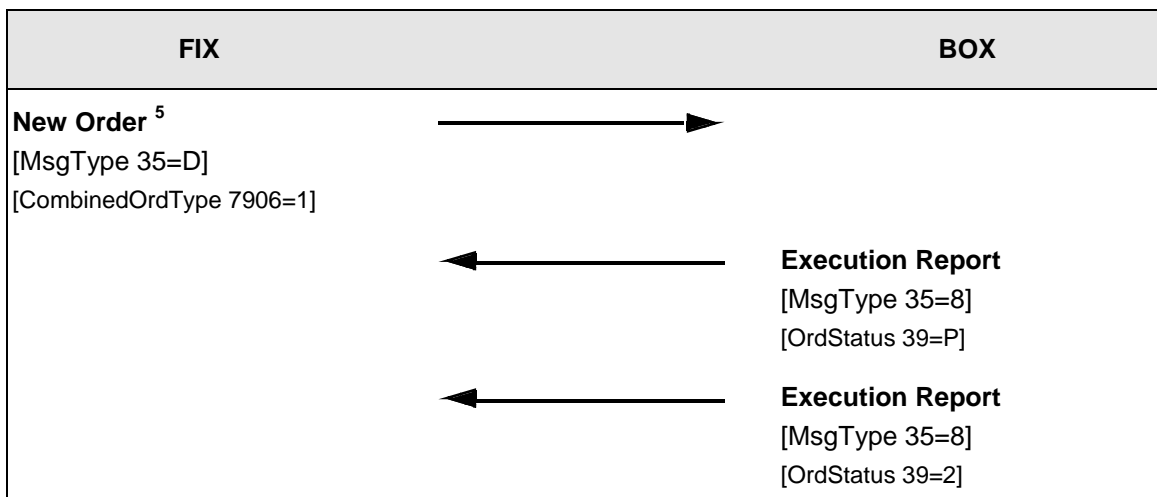 FIX
BOX
New Order 5
[MsgType 35=D]
[CombinedOrdType 7906=1]
Execution Report
[MsgType 35=8]
[OrdStatus 39=P]
Execution Report
[MsgType 35=8]
[OrdStatus 39=2]